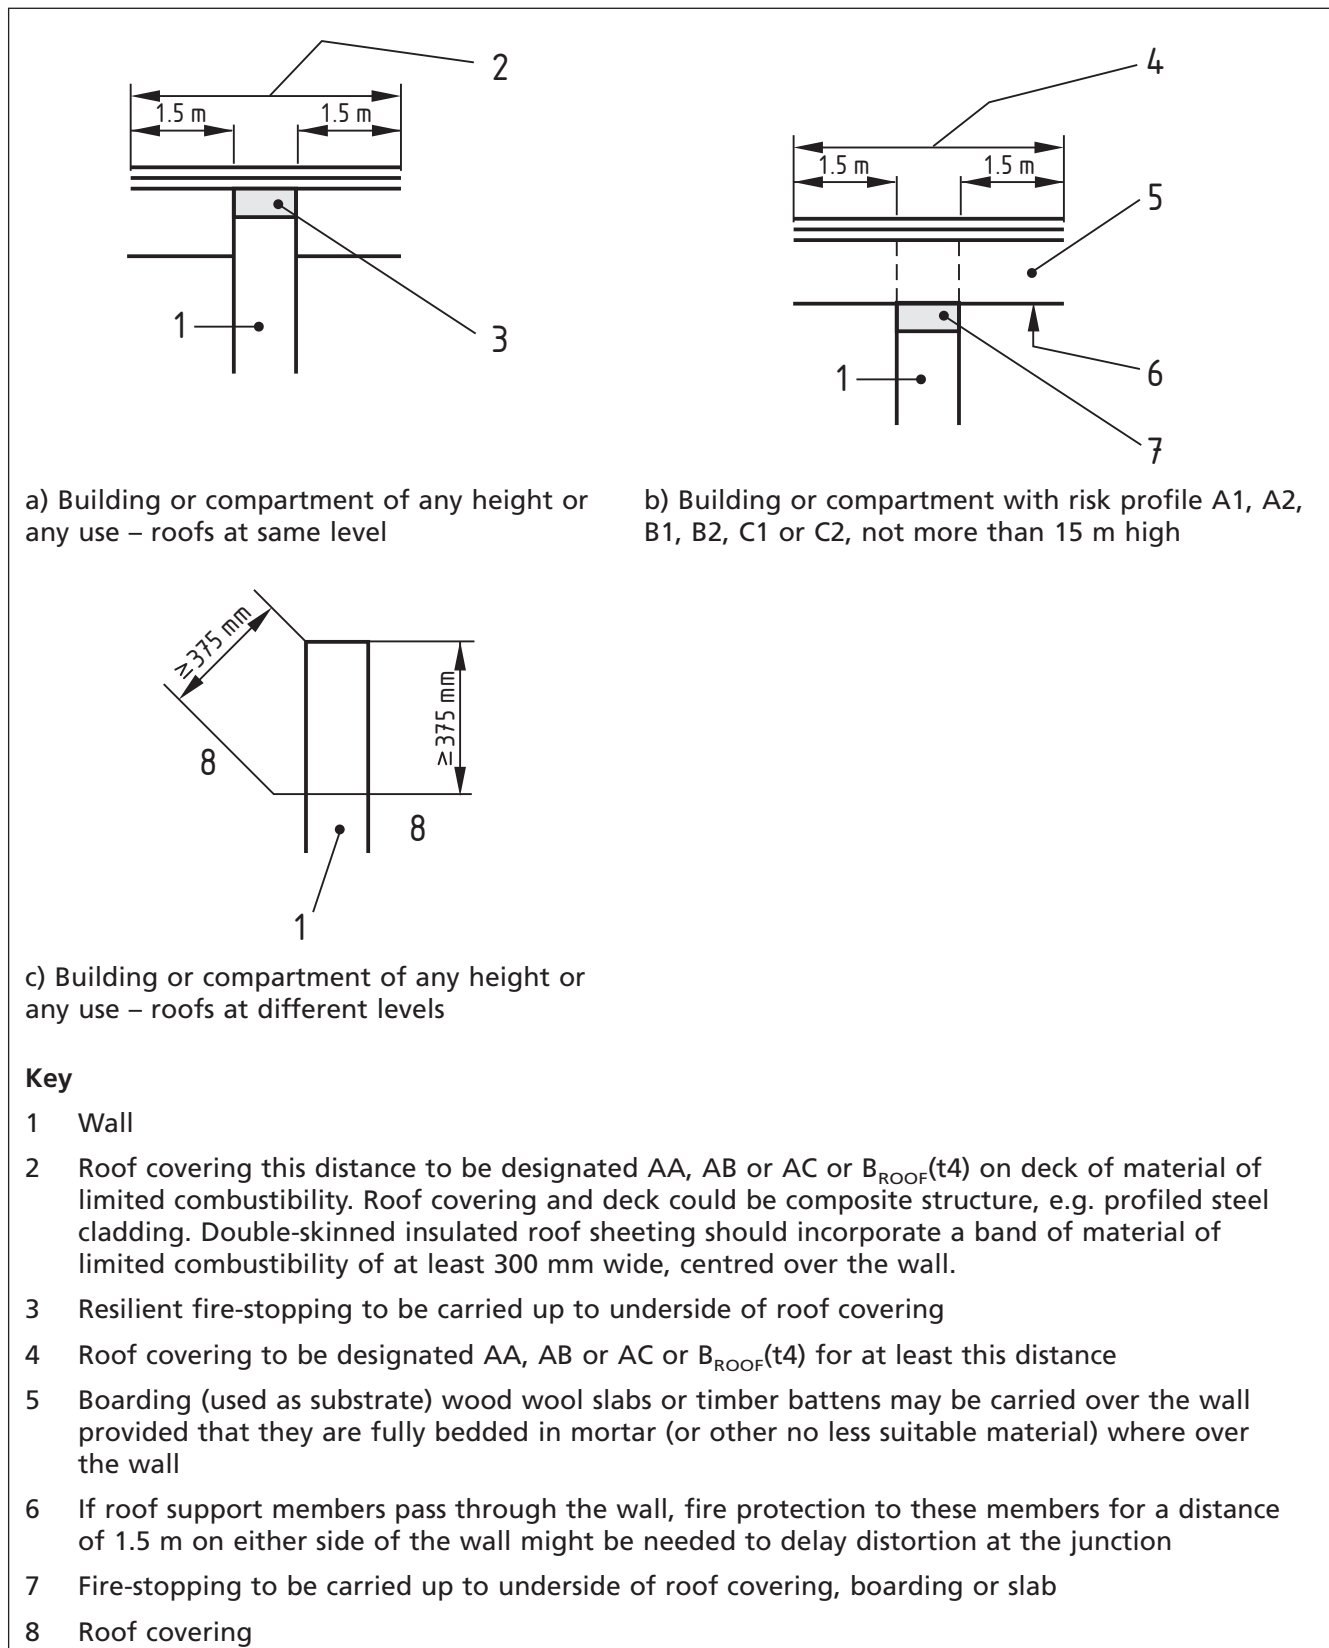 2
1.5 m 1.5 m
3
1
a) Building or compartment of any height or
any use – roofs at same level
4
1.5 m 1.5 m
5
6
1
7
b) Building or compartment with risk profile A1, A2,
B1, B2, C1 or C2, not more than 15 m high
≥375 mm
≥375 mm
8
8
1
c) Building or compartment of any height or
any use – roofs at different levels
Key
1 Wall
2 Roof covering this distance to be designated AA, AB or AC or BROOF(t4) on deck of material of
limited combustibility. Roof covering and deck could be composite structure, e.g. profiled steel
cladding. Double-skinned insulated roof sheeting should incorporate a band of material of
limited combustibility of at least 300 mm wide, centred over the wall.
3 Resilient fire-stopping to be carried up to underside of roof covering
4 Roof covering to be designated AA, AB or AC or BROOF(t4) for at least this distance
5 Boarding (used as substrate) wood wool slabs or timber battens may be carried over the wall
provided that they are fully bedded in mortar (or other no less suitable material) where over
the wall
6 If roof support members pass through the wall, fire protection to these members for a distance
of 1.5 m on either side of the wall might be needed to delay distortion at the junction
7 Fire-stopping to be carried up to underside of roof covering, boarding or slab
8 Roof covering